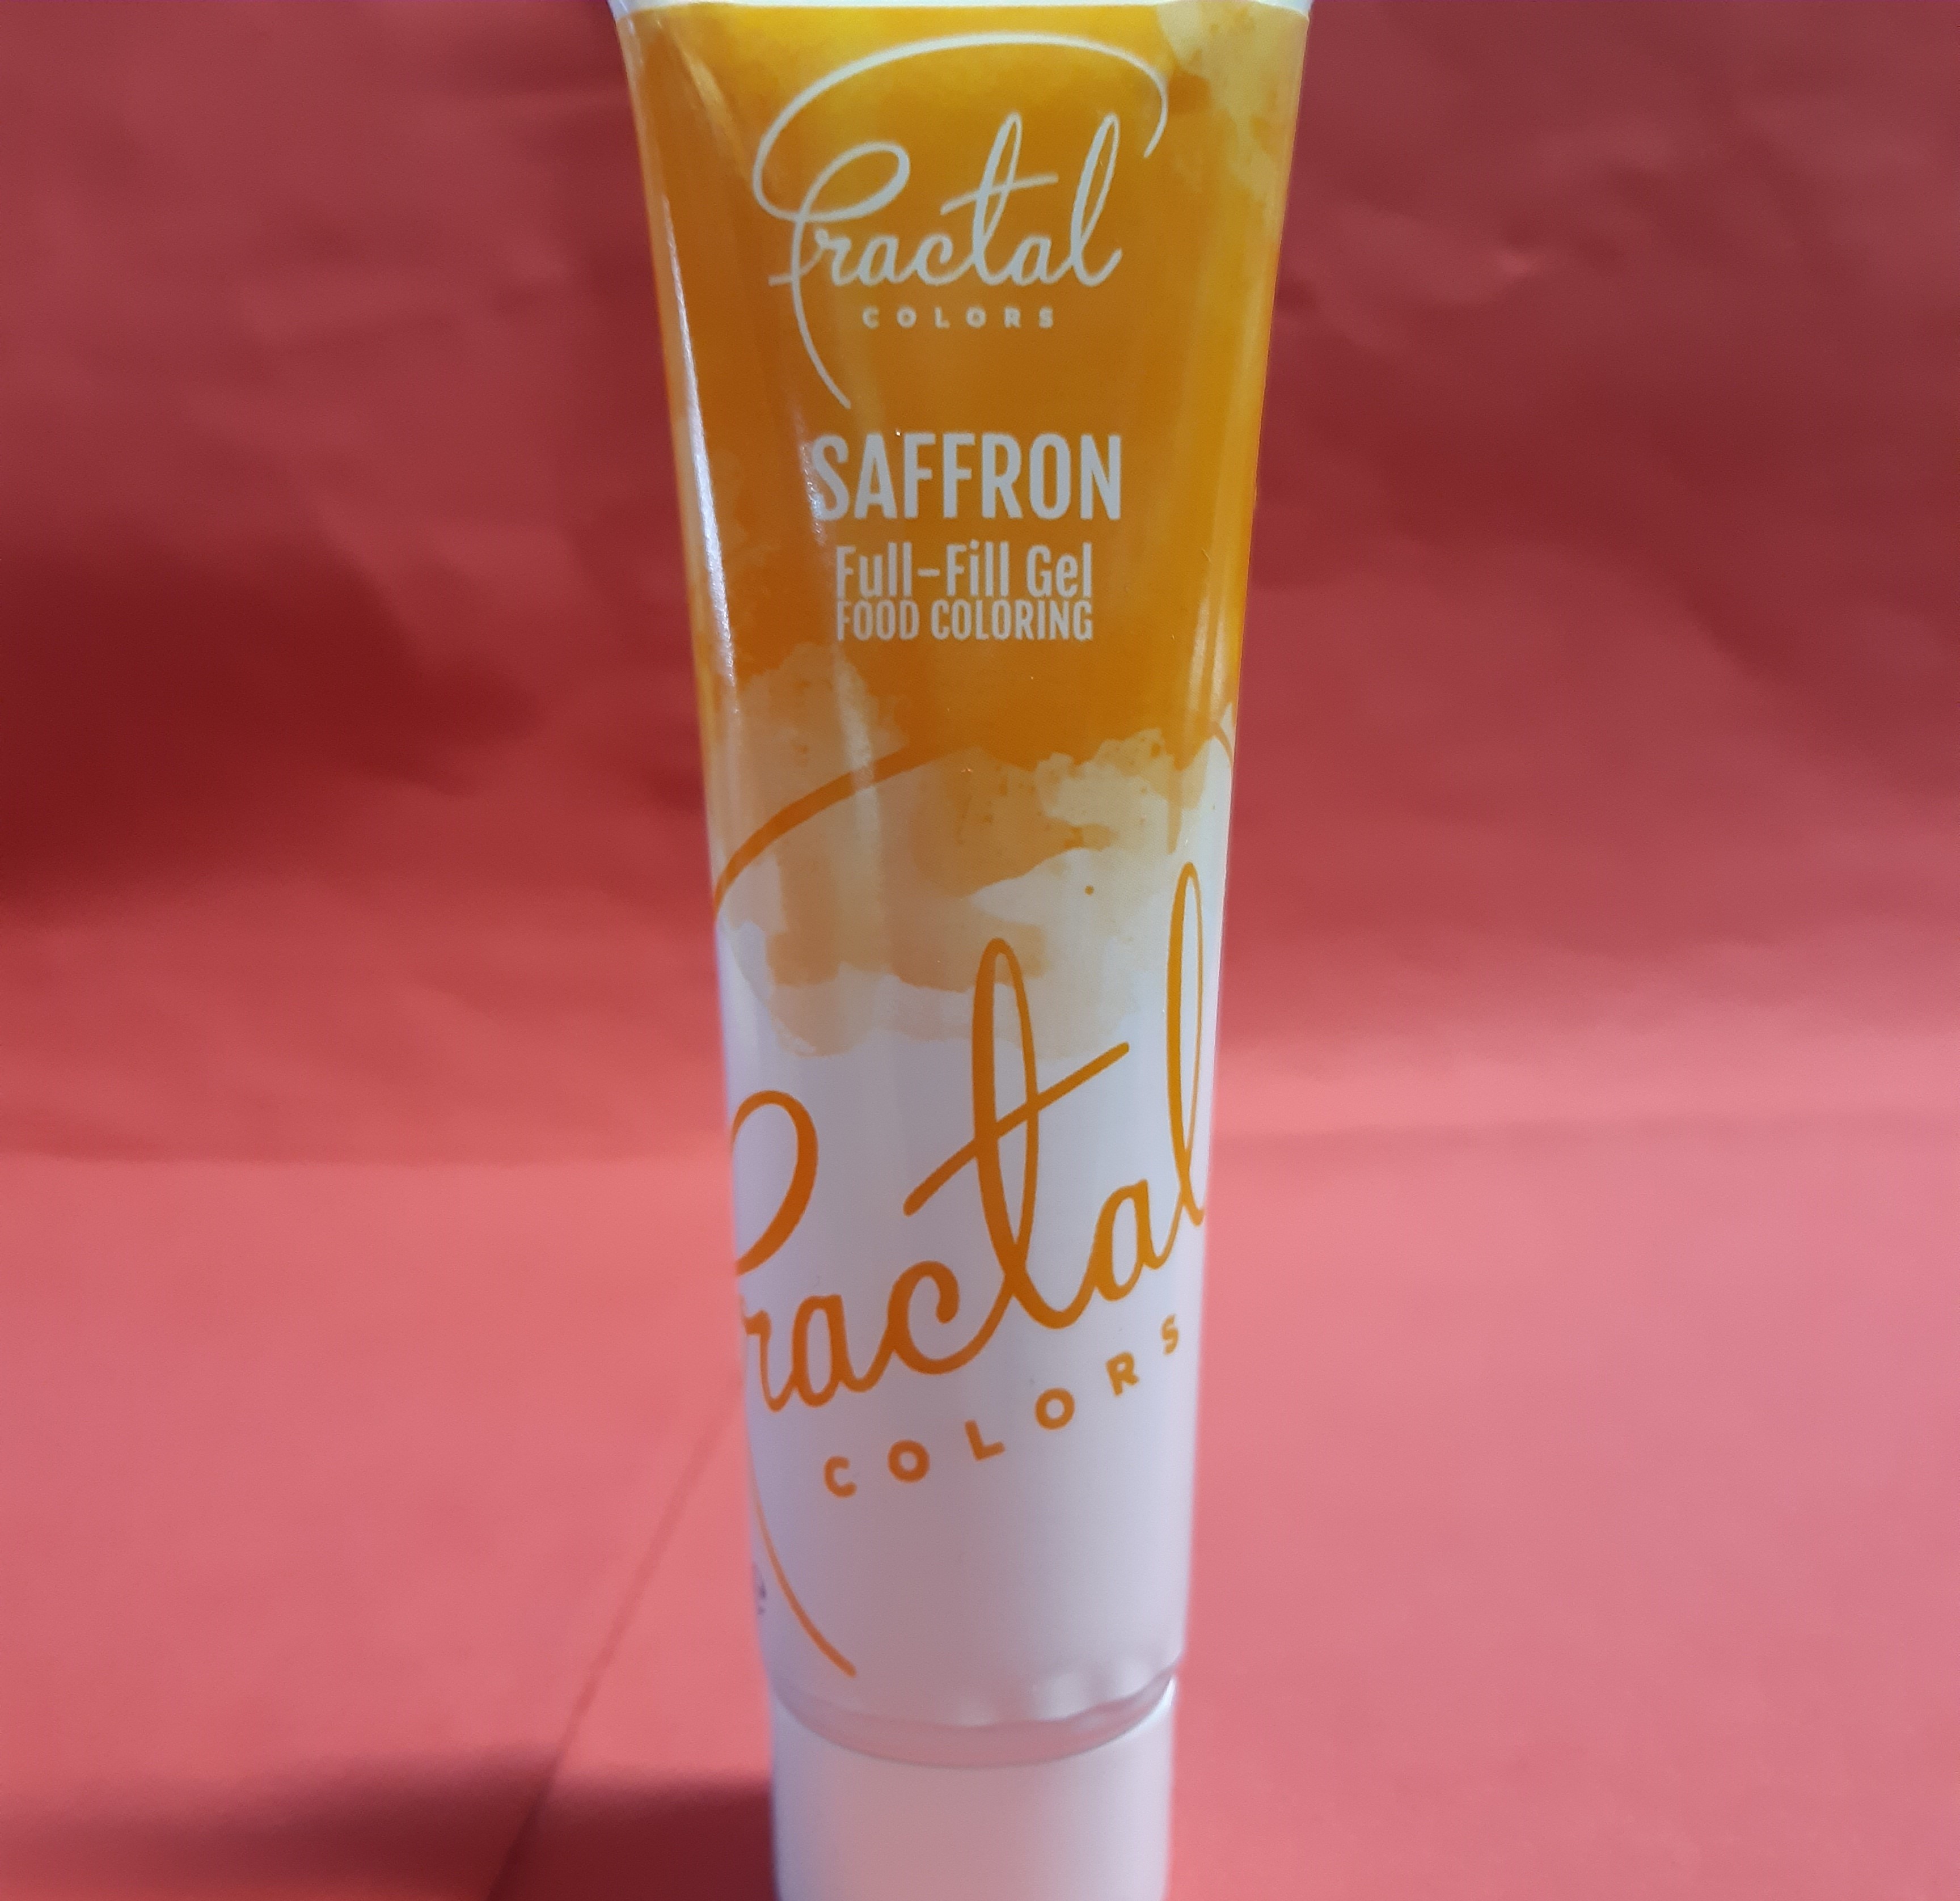 Fractal
COLORS
SAFFRON
Full-Fill Gel
FOOD COLORING
Fractal
COLORS